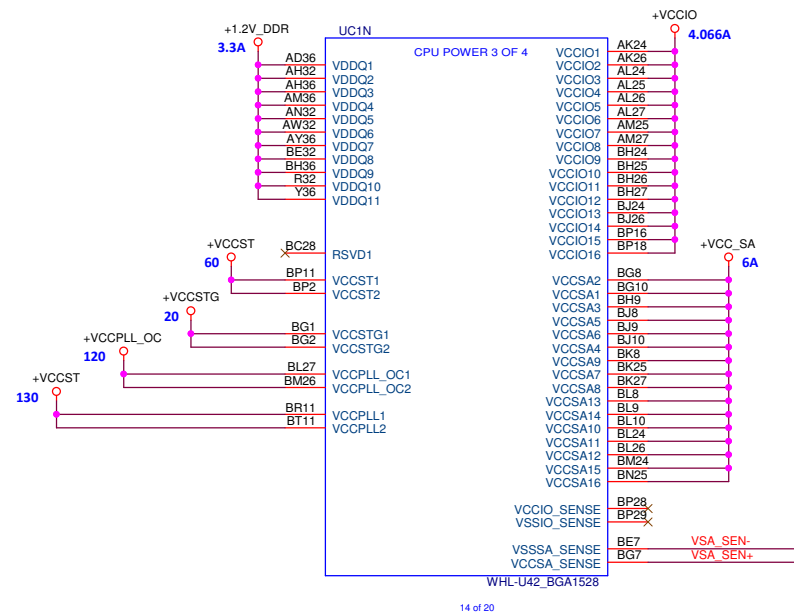 +1.2V_DDR
3.3A
UC1N
CPU POWER 3 OF 4
+VCCIO
4.066A
AD36 VDDQ1
AH32 VDDQ2
AH36 VDDQ3
AM36 VDDQ4
AN32 VDDQ5
AW32 VDDQ6
AY36 VDDQ7
BE32 VDDQ8
BH36 VDDQ9
R32 VDDQ10
Y36 VDDQ11
VCCIO1 AK24
VCCIO2 AK26
VCCIO3 AL24
VCCIO4 AL25
VCCIO5 AL26
VCCIO6 AL27
VCCIO7 AM25
VCCIO8 AM27
VCCIO9 BH24
VCCIO10 BH25
VCCIO11 BH26
VCCIO12 BH27
VCCIO13 BJ24
VCCIO14 BJ26
VCCIO15 BP16
VCCIO16 BP18
+VCCST
60
BC28 RSVD1
BP11 VCCST1
BP2 VCCST2
+VCCSTG
20
BG1 VCCSTG1
BG2 VCCSTG2
+VCCPLL_OC
120
BL27 VCCPLL_OC1
BM26 VCCPLL_OC2
+VCCST
130
BR11 VCCPLL1
BT11 VCCPLL2
+VCC_SA
6A
VCCSA2 BG8
VCCSA1 BG10
VCCSA3 BH9
VCCSA5 BJ8
VCCSA6 BJ9
VCCSA4 BJ10
VCCSA9 BK8
VCCSA7 BK25
VCCSA8 BK27
VCCSA13 BL8
VCCSA14 BL9
VCCSA10 BL10
VCCSA11 BL24
VCCSA12 BL26
VCCSA15 BM24
VCCSA16 BN25
VCCIO_SENSE BP28
VSSIO_SENSE BP29
VSSSA_SENSE BE7 VSA_SEN-
VCCSA_SENSE BG7 VSA_SEN+
WHL-U42_BGA1528
14 of 20